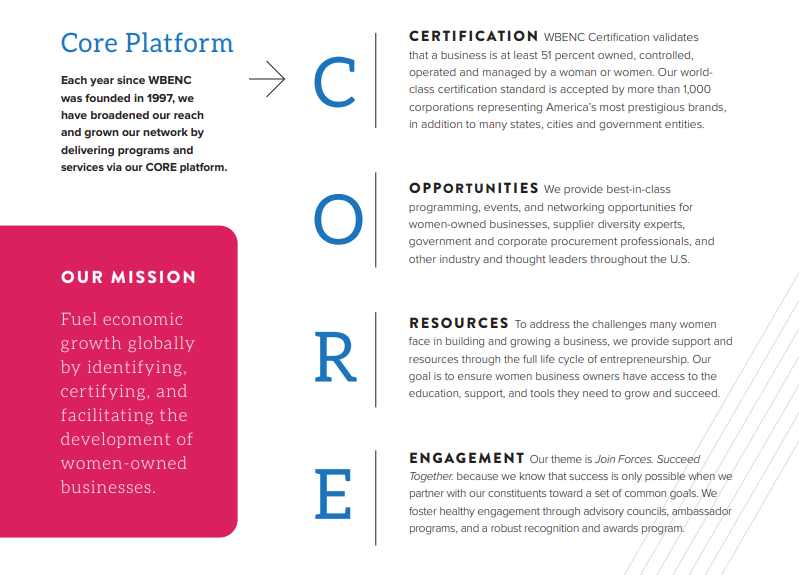 Core Platform
Each year since WBENC
was founded in 1997, we
have broadened our reach
and grown our network by
delivering programs and
services via our CORE platform.
OUR MISSION
Fuel economic
growth globally
by identifying,
certifying, and
facilitating the
development of
women-owned
businesses.
C
CERTIFICATION WBENC Certification validates
that a business is at least 51 percent owned, controlled,
operated and managed by a woman or women. Our world-
class certification standard is accepted by more than 1,000
corporations representing America's most prestigious brands,
in addition to many states, cities and government entities.
O
OPPORTUNITIES We provide best-in-class
programming, events, and networking opportunities for
women-owned businesses, supplier diversity experts,
government and corporate procurement professionals, and
other industry and thought leaders throughout the U.S.
R
RESOURCES To address the challenges many women
face in building and growing a business, we provide support and
resources through the full life cycle of entrepreneurship. Our
goal is to ensure women business owners have access to the
education, support, and tools they need to grow and succeed.
E
ENGAGEMENT Our theme is Join Forces. Succeed
Together. because we know that success is only possible when we
partner with our constituents toward a set of common goals. We
foster healthy engagement through advisory councils, ambassador
programs, and a robust recognition and awards program.